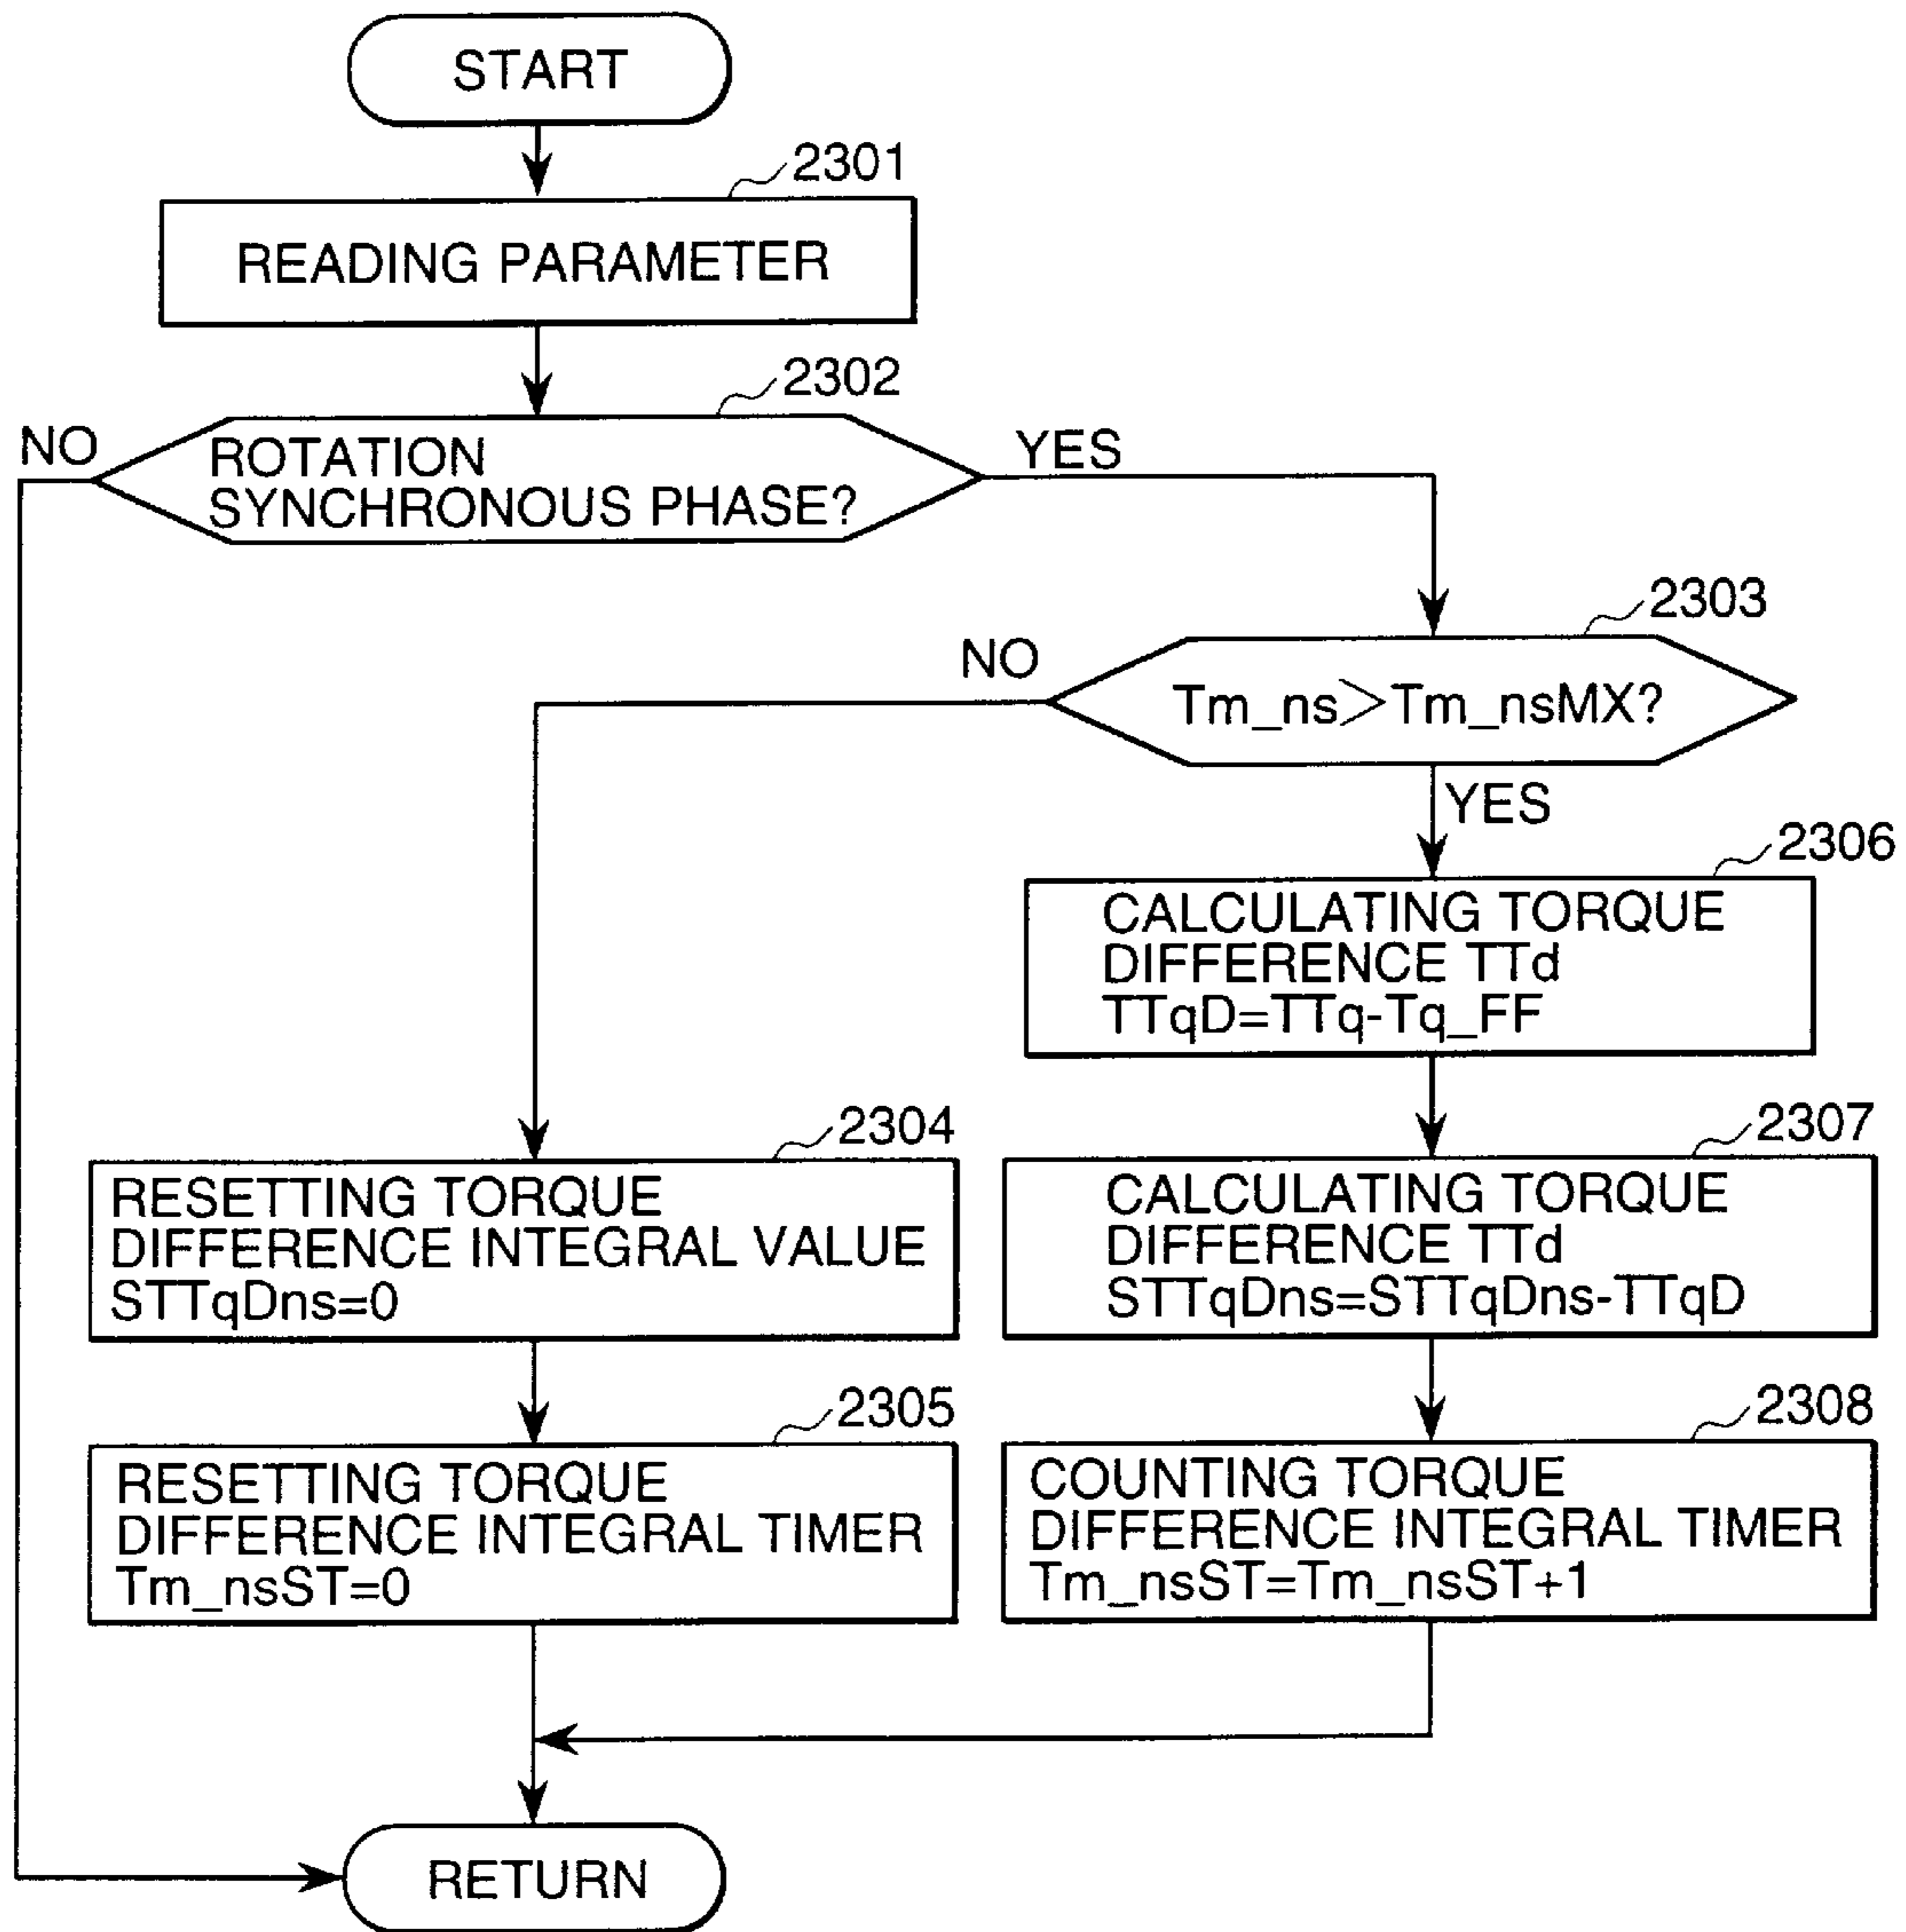 START
2301
READING PARAMETER
2302
NO
ROTATION
SYNCHRONOUS PHASE?
YES
2303
NO
Tm_ns>Tm_nsMX?
YES
2306
CALCULATING TORQUE
DIFFERENCE TTd
TTqD=TTq-Tq_FF
2304
RESETTING TORQUE
DIFFERENCE INTEGRAL VALUE
STTqDns=0
2307
CALCULATING TORQUE
DIFFERENCE TTd
STTqDns=STTqDns-TTqD
2305
RESETTING TORQUE
DIFFERENCE INTEGRAL TIMER
Tm_nsST=0
2308
COUNTING TORQUE
DIFFERENCE INTEGRAL TIMER
Tm_nsST=Tm_nsST+1
RETURN